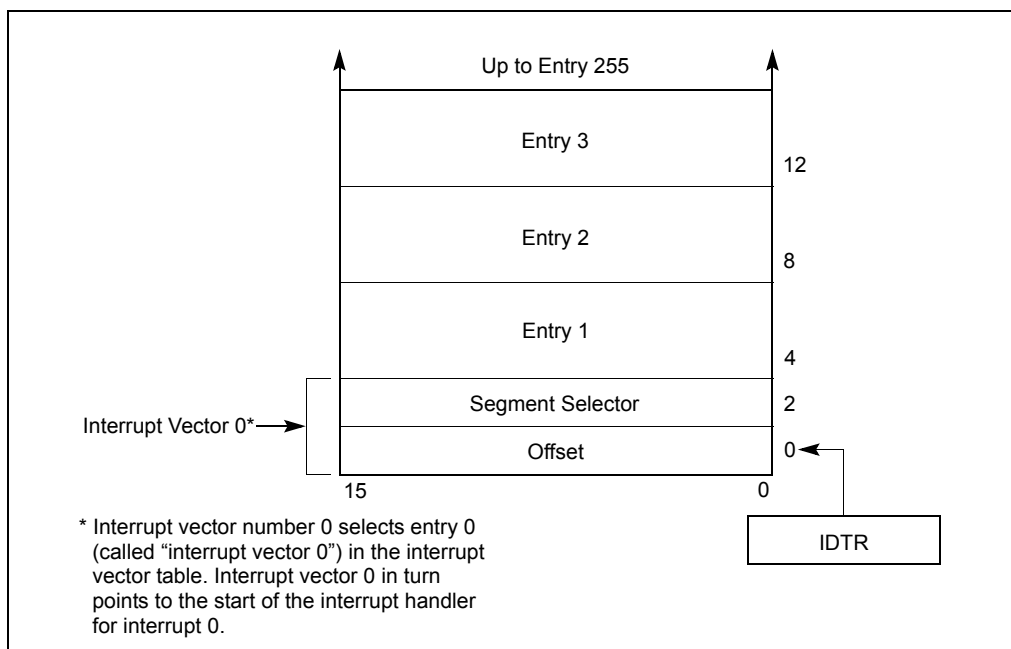 Up to Entry 255
Entry 3
12
Entry 2
8
Entry 1
4
Segment Selector
2
Interrupt Vector 0*
Offset
0
15
0
* Interrupt vector number 0 selects entry 0
(called “interrupt vector 0”) in the interrupt
vector table. Interrupt vector 0 in turn
points to the start of the interrupt handler
for interrupt 0.
IDTR